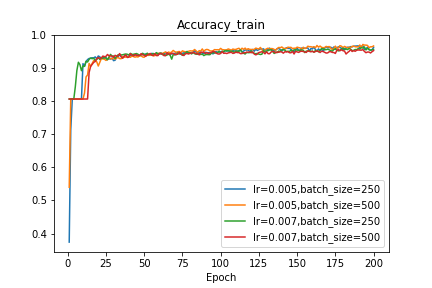 Accuracy_train
1.0
0.9
0.8
0.7
0.6
0.5
0.4
lr=0.005,batch_size=250
lr=0.005,batch_size=500
lr=0.007,batch_size=250
lr=0.007,batch_size=500
0 25 50 75 100 125 150 175 200
Epoch